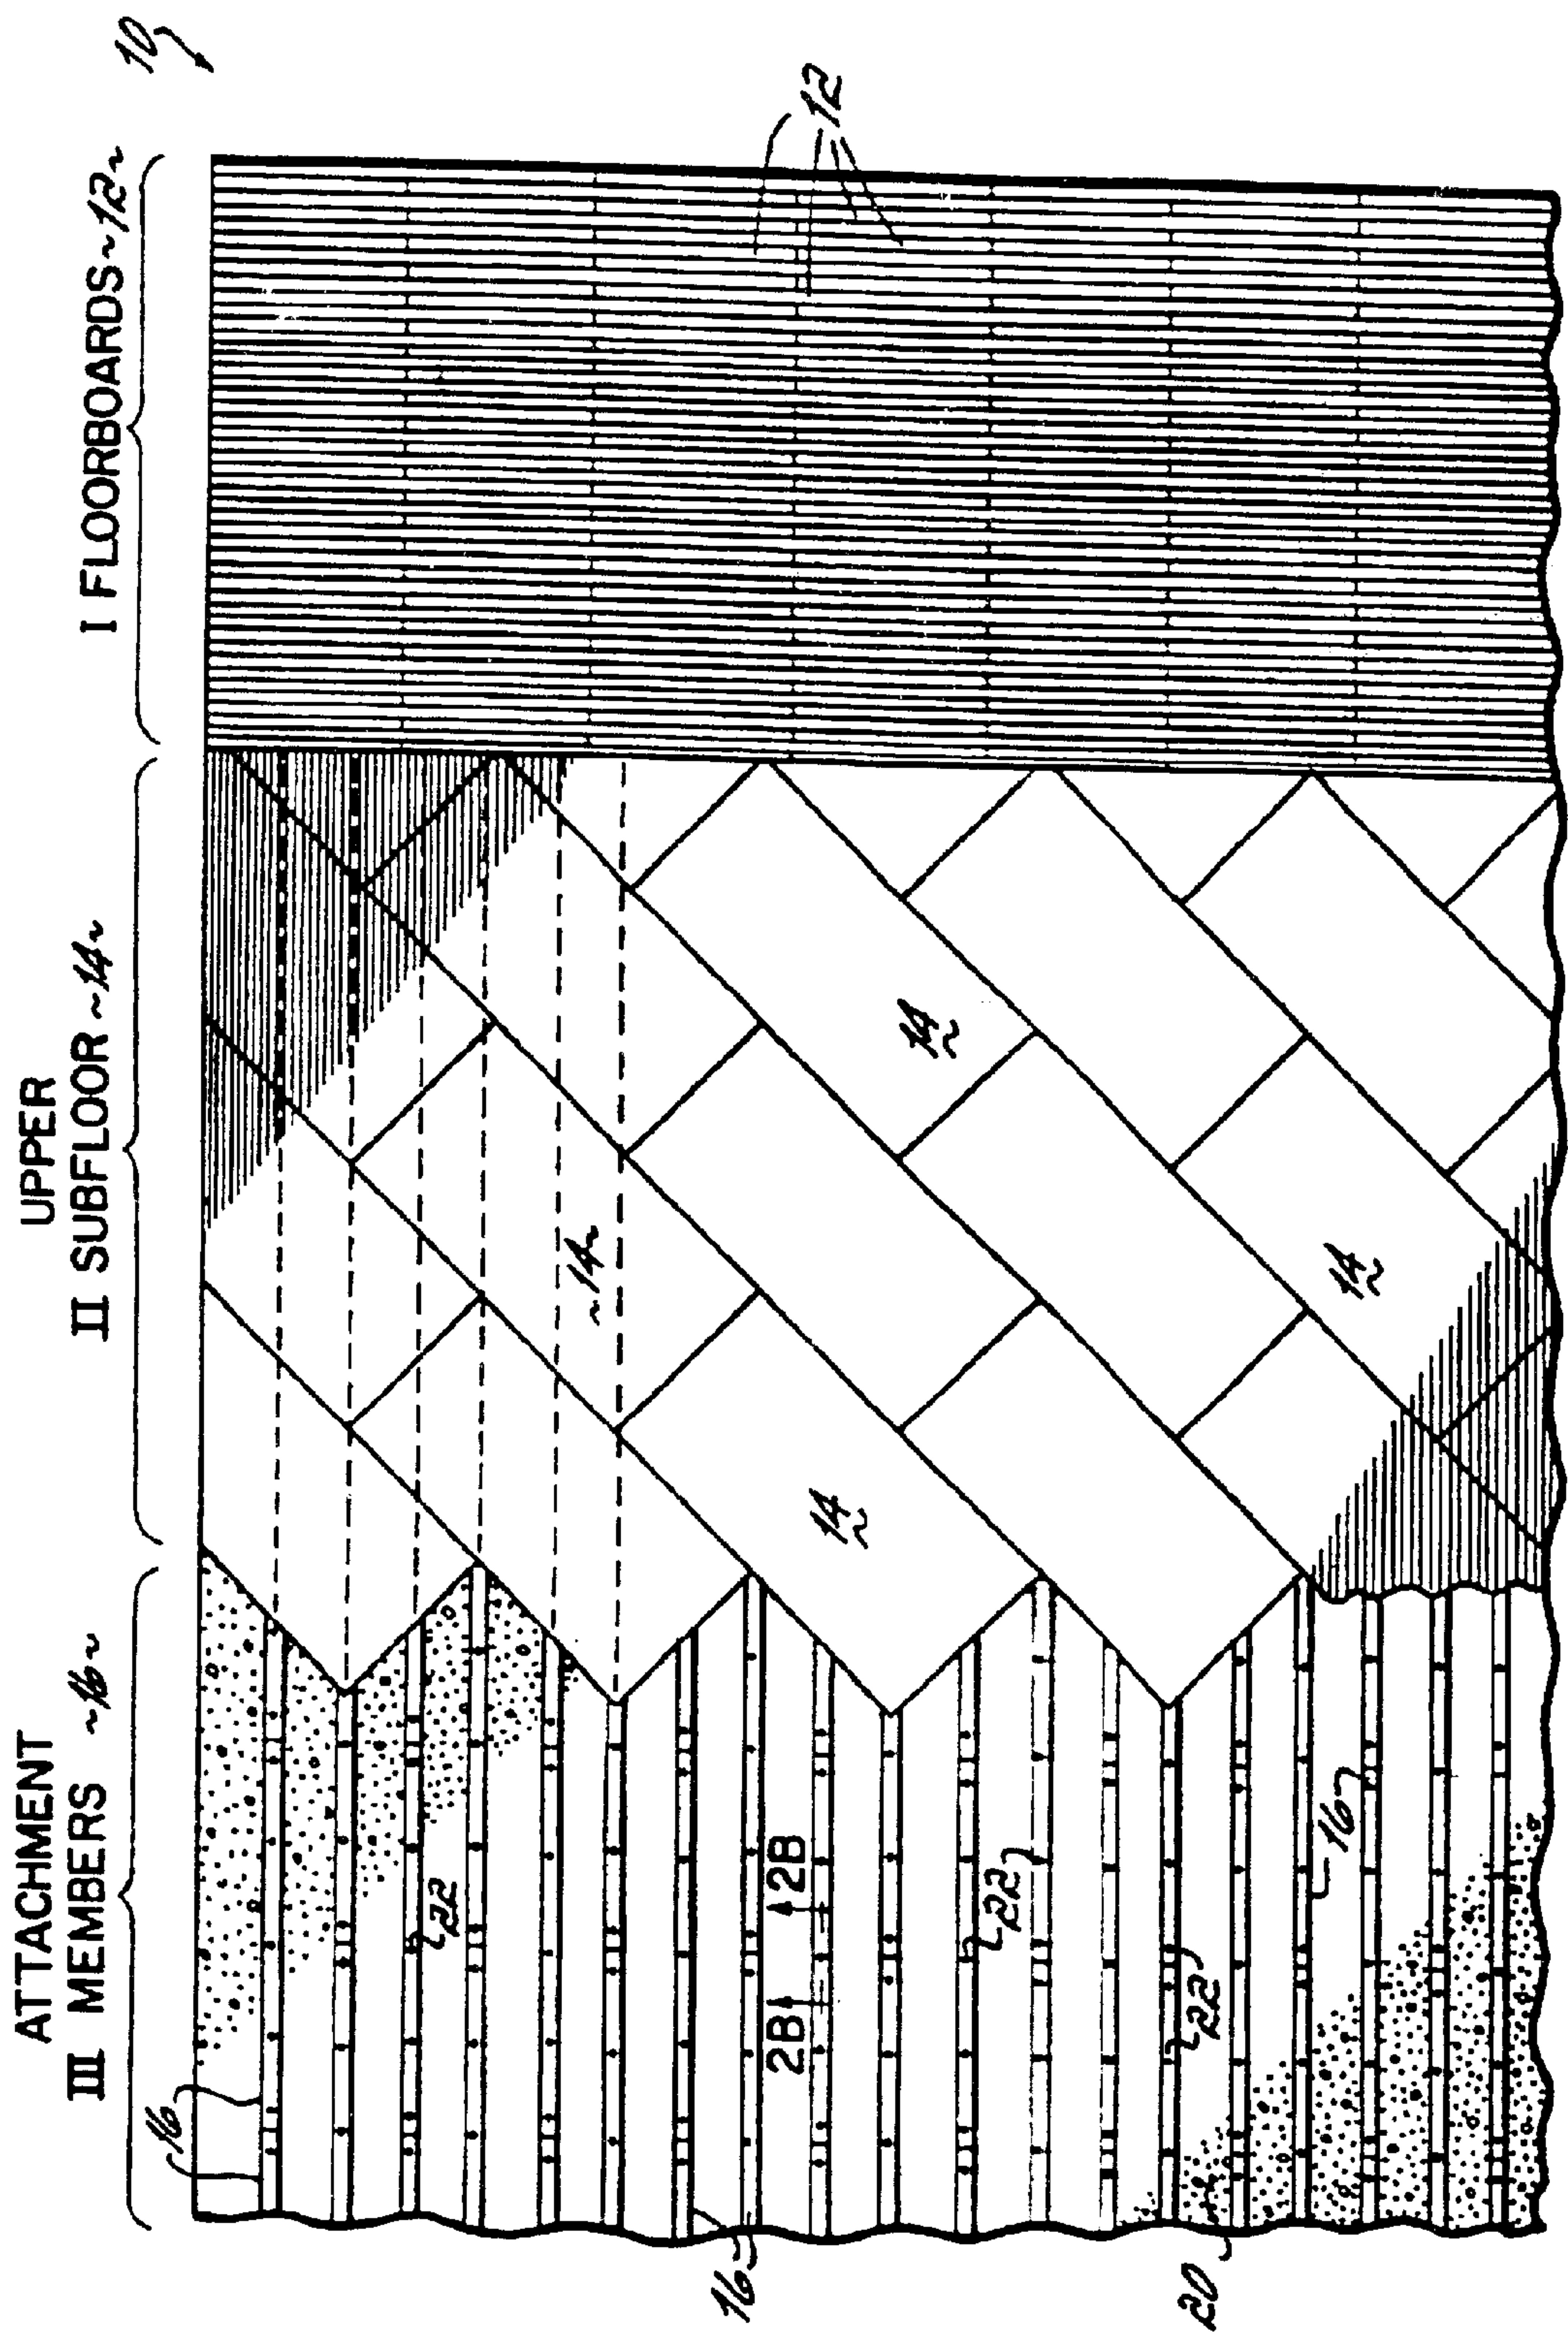 ATTACHMENT
III MEMBERS ~16~
UPPER
II SUBFLOOR ~14~
I FLOORBOARDS ~12~
10
12
16
22
2B 2B
22
22
16
16
20
14
~14~
14
14